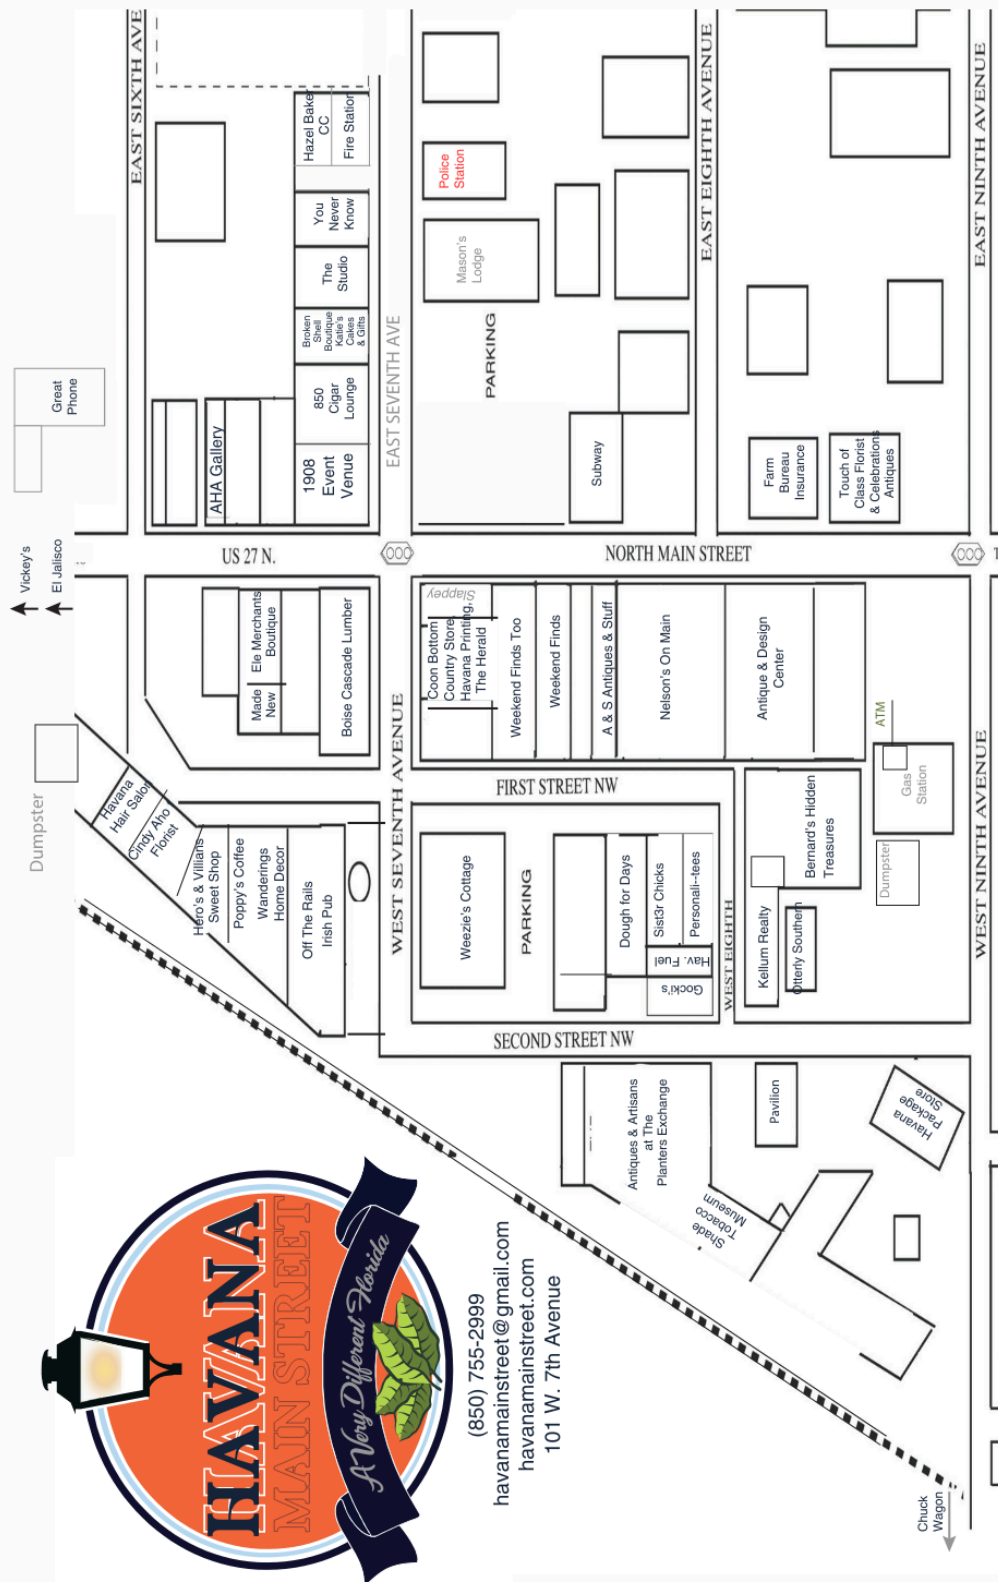 EAST SIXTH AVE
Hazel Baker
CC
Fire Station
You
Never
Know
The
Studio
Broken
Shell
Boutique
Katie's
Cakes
& Gifts
850
Cigar
Lounge
1908
Event
Venue
AHA Gallery
Great
Phone
EAST SEVENTH AVE
Police
Station
Mason's
Lodge
PARKING
Subway
EAST EIGHTH AVENUE
Farm
Bureau
Insurance
Touch of
Class Florist
& Celebrations
Antiques
EAST NINTH AVENUE
Vickey's
El Jalisco
US 27 N.
NORTH MAIN STREET
Ele Merchants
Boutique
Made
New
Boise Cascade Lumber
Slappey
Coon Bottom
Country Store,
Havana Printing,
The Herald
Weekend Finds Too
Weekend Finds
A & S Antiques & Stuff
Nelson's On Main
Antique & Design
Center
ATM
Gas
Station
Dumpster
Dumpster
Havana
Hair Salon
Cindy Aho
Florist
Hero's & Villians
Sweet Shop
Poppy's Coffee
Wanderings
Home Decor
Off The Rails
Irish Pub
WEST SEVENTH AVENUE
FIRST STREET NW
Weezie's Cottage
PARKING
Dough for Days
Sist3r Chicks
Personali--tees
Hav. Fuel
Gocki's
WEST EIGHTH
Bernard's Hidden
Treasures
Kellum Realty
Otterly Southern
WEST NINTH AVENUE
SECOND STREET NW
Antiques & Artisans
at The
Planters Exchange
Shade
Tobacco
Museum
Pavilion
Havana
Package
Store
Chuck
Wagon
HAVANA
MAIN STREET
A Very Different Florida
(850) 755-2999
havanamainstreet@gmail.com
havanamainstreet.com
101 W. 7th Avenue